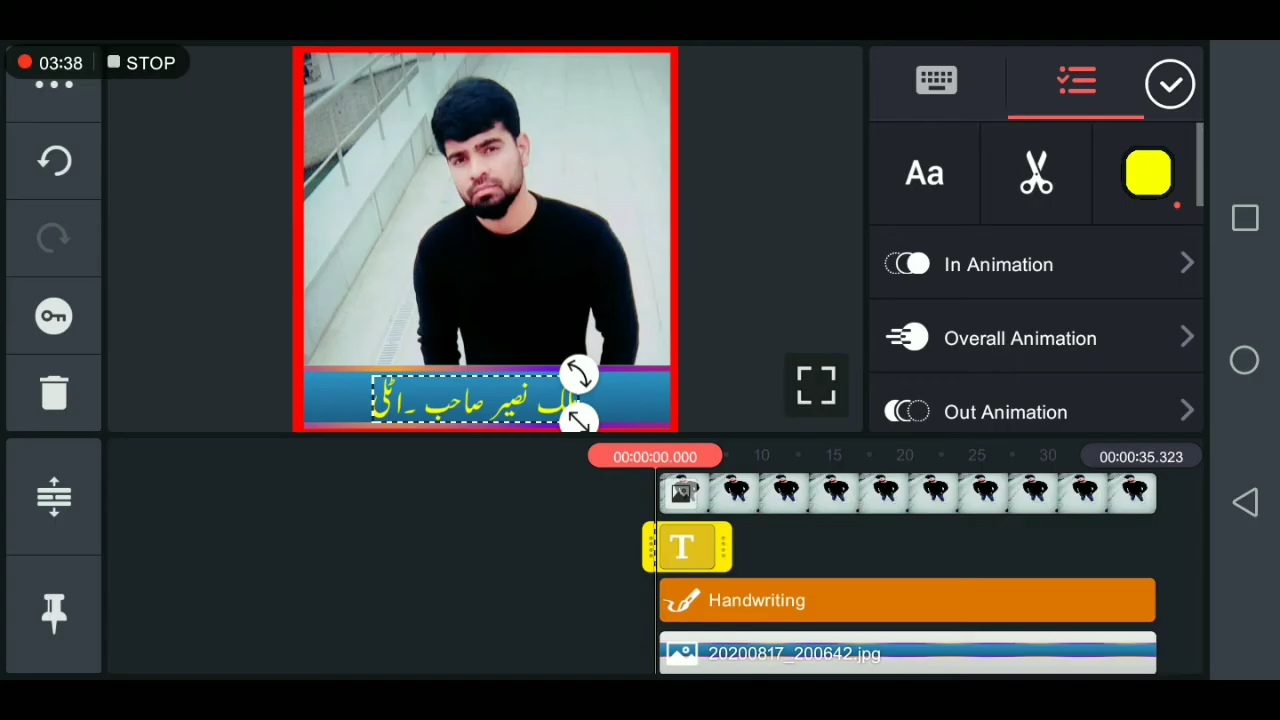 03:38 STOP
Aa
In Animation
Overall Animation
Out Animation
نصیر صاحب ۔اٹلی
00:00:00.000
10 15 20 25 30
00:00:35.323
T
Handwriting
20200817_200642.jpg